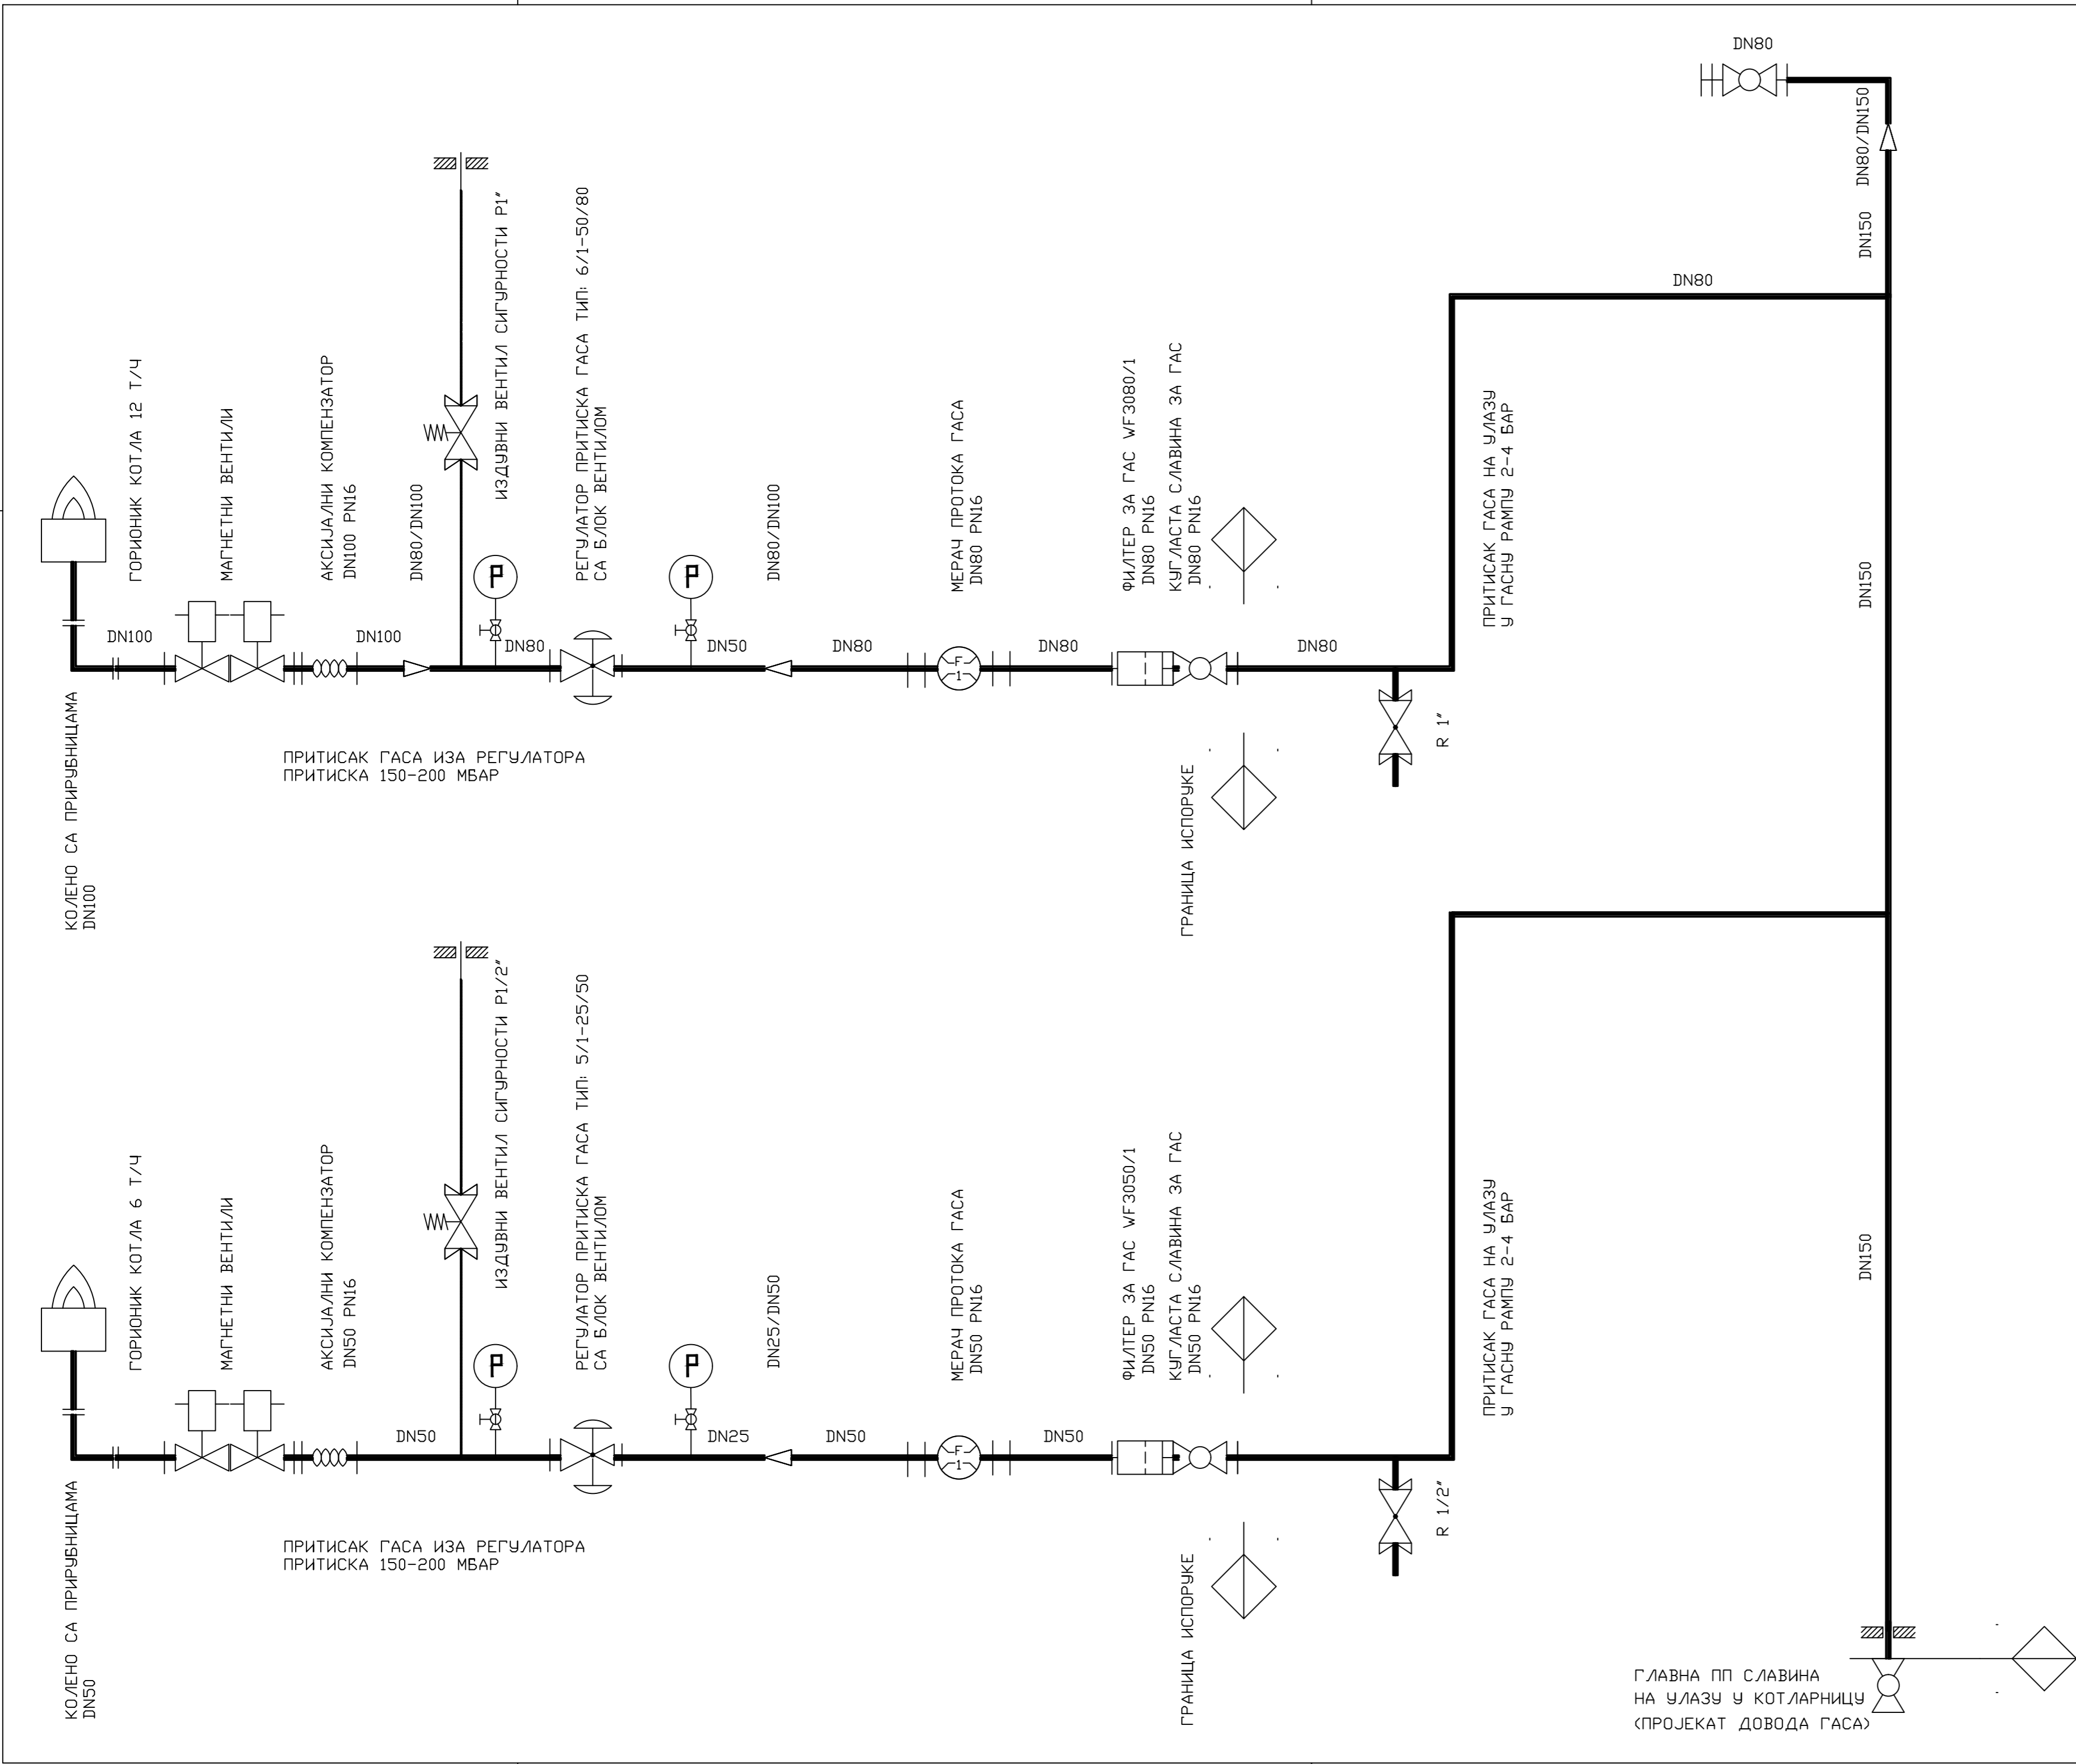 DN80
DN80/DN150
DN150
DN80
DN150
DN150
ГОРИОНИК КОТЛА 12 Т/Ч
МАГНЕТНИ ВЕНТИЛИ
АКСИЈАЛНИ КОМПЕНЗАТОР
DN100 PN16
DN80/DN100
ИЗДУВНИ ВЕНТИЛ СИГУРНОСТИ Р1"
РЕГУЛАТОР ПРИТИСКА ГАСА ТИП: 6/1-50/80
СА БЛОК ВЕНТИЛОМ
DN80/DN100
МЕРАЧ ПРОТОКА ГАСА
DN80 PN16
ФИЛТЕР ЗА ГАС WF3080/1
DN80 PN16
КУГЛАСТА СЛАВИНА ЗА ГАС
DN80 PN16
ПРИТИСАК ГАСА НА УЛАЗУ
У ГАСНУ РАМПУ 2-4 БАР
P
P
DN100
DN100
DN80
DN50
DN80
F
1
DN80
DN80
R 1"
КОЛЕНО СА ПРИРУБНИЦАМА
DN100
ПРИТИСАК ГАСА ИЗА РЕГУЛАТОРА
ПРИТИСКА 150-200 МБАР
ГРАНИЦА ИСПОРУКЕ
ГОРИОНИК КОТЛА 6 Т/Ч
МАГНЕТНИ ВЕНТИЛИ
АКСИЈАЛНИ КОМПЕНЗАТОР
DN50 PN16
ИЗДУВНИ ВЕНТИЛ СИГУРНОСТИ Р1/2"
РЕГУЛАТОР ПРИТИСКА ГАСА ТИП: 5/1-25/50
СА БЛОК ВЕНТИЛОМ
DN25/DN50
МЕРАЧ ПРОТОКА ГАСА
DN50 PN16
ФИЛТЕР ЗА ГАС WF3050/1
DN50 PN16
КУГЛАСТА СЛАВИНА ЗА ГАС
DN50 PN16
ПРИТИСАК ГАСА НА УЛАЗУ
У ГАСНУ РАМПУ 2-4 БАР
P
P
DN50
DN25
DN50
F
1
DN50
R 1/2"
КОЛЕНО СА ПРИРУБНИЦАМА
DN50
ПРИТИСАК ГАСА ИЗА РЕГУЛАТОРА
ПРИТИСКА 150-200 МБАР
ГРАНИЦА ИСПОРУКЕ
ГЛАВНА ПП СЛАВИНА
НА УЛАЗУ У КОТЛАРНИЦУ
(ПРОЈЕКАТ ДОВОДА ГАСА)